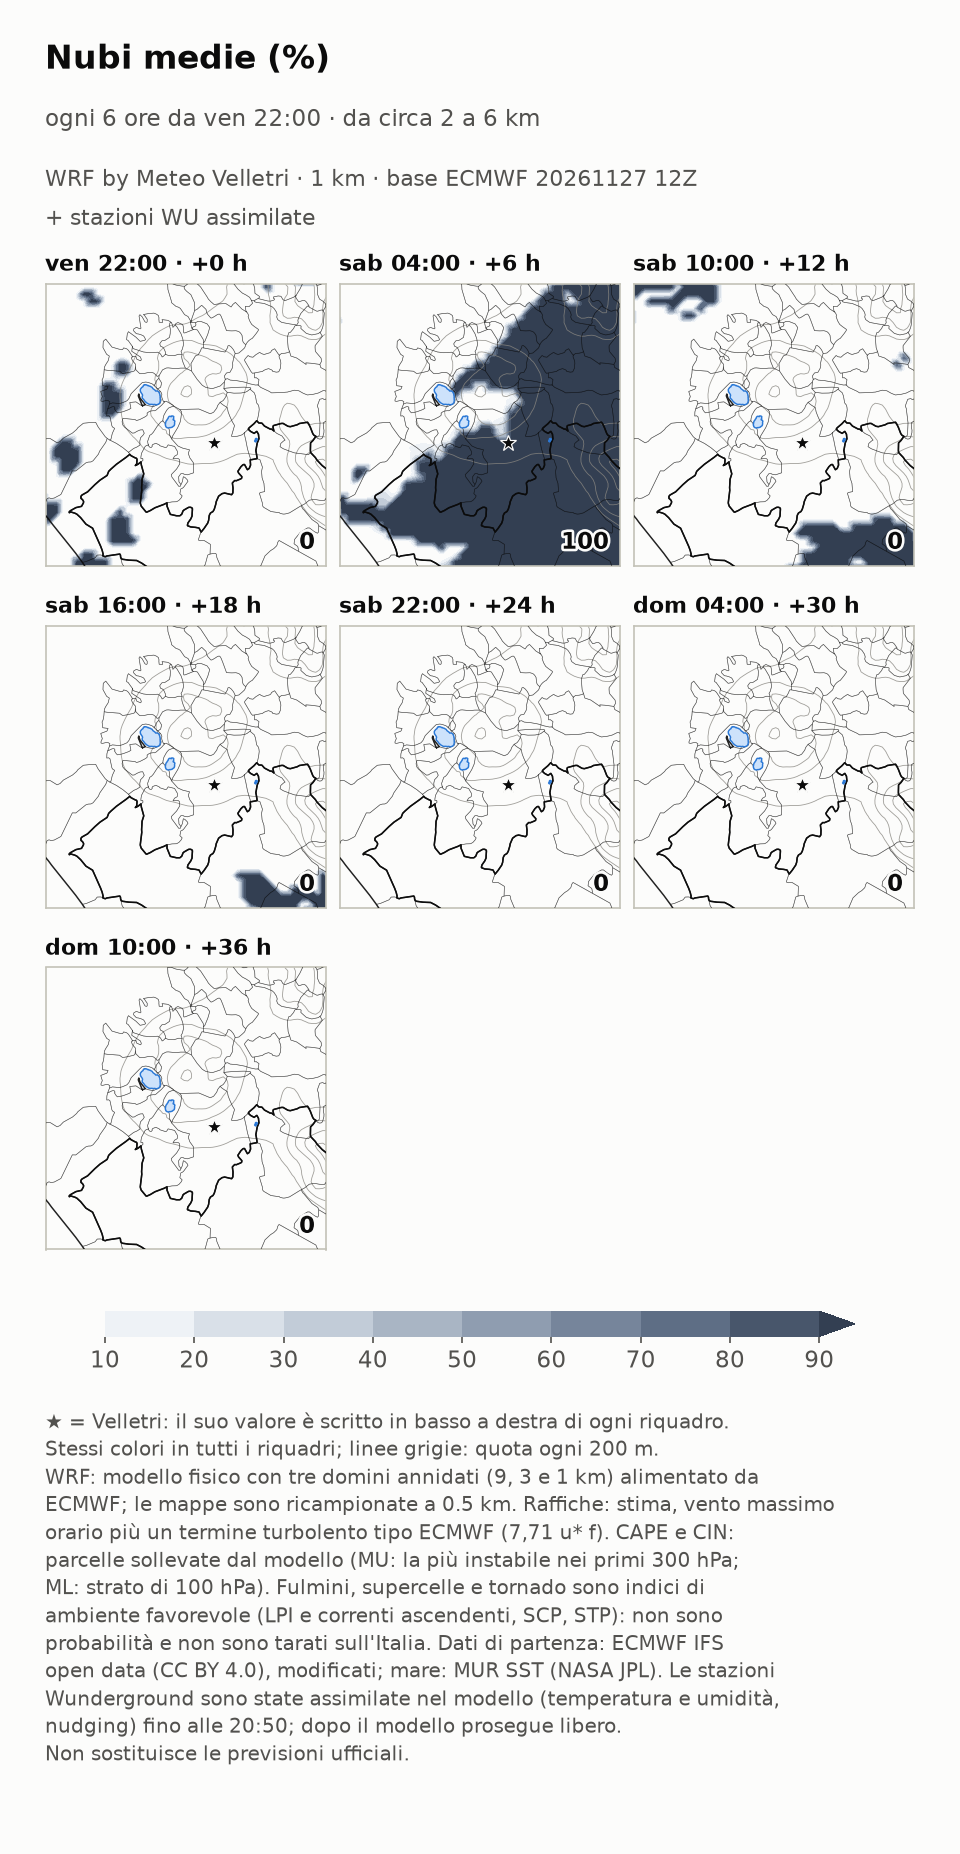 Nubi medie (%)
ogni 6 ore da ven 22:00 · da circa 2 a 6 km
WRF by Meteo Velletri · 1 km · base ECMWF 20261127 12Z
+ stazioni WU assimilate
ven 22:00 · +0 h
sab 04:00 · +6 h
sab 10:00 · +12 h
0
100
0
sab 16:00 · +18 h
sab 22:00 · +24 h
dom 04:00 · +30 h
0
0
0
dom 10:00 · +36 h
0
10 20 30 40 50 60 70 80 90
★ = Velletri: il suo valore è scritto in basso a destra di ogni riquadro.
Stessi colori in tutti i riquadri; linee grigie: quota ogni 200 m.
WRF: modello fisico con tre domini annidati (9, 3 e 1 km) alimentato da
ECMWF; le mappe sono ricampionate a 0.5 km. Raffiche: stima, vento massimo
orario più un termine turbolento tipo ECMWF (7,71 u* f). CAPE e CIN:
parcelle sollevate dal modello (MU: la più instabile nei primi 300 hPa;
ML: strato di 100 hPa). Fulmini, supercelle e tornado sono indici di
ambiente favorevole (LPI e correnti ascendenti, SCP, STP): non sono
probabilità e non sono tarati sull'Italia. Dati di partenza: ECMWF IFS
open data (CC BY 4.0), modificati; mare: MUR SST (NASA JPL). Le stazioni
Wunderground sono state assimilate nel modello (temperatura e umidità,
nudging) fino alle 20:50; dopo il modello prosegue libero.
Non sostituisce le previsioni ufficiali.